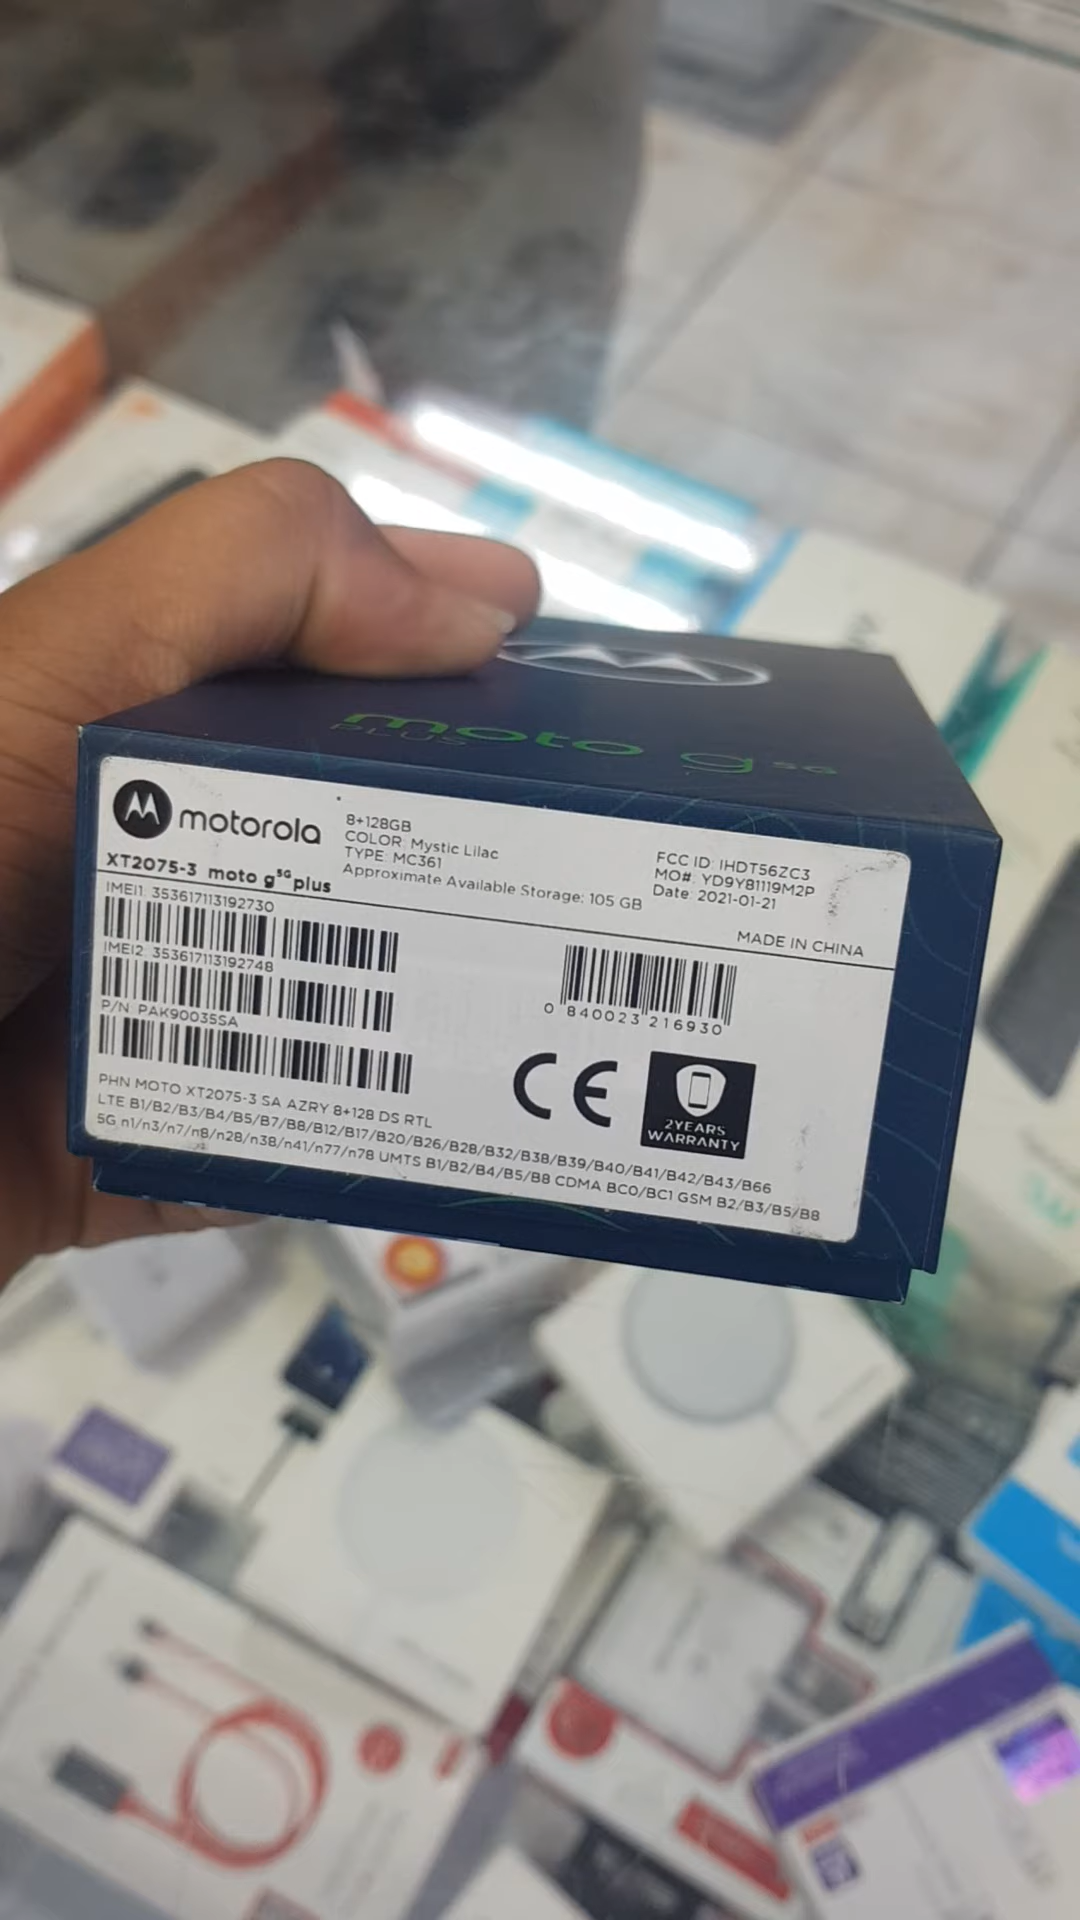 moto g 5G
PLUS
motorola
XT2075-3 moto g⁵ᴳ plus
8+128GB
COLOR: Mystic Lilac
TYPE: MC361
Approximate Available Storage: 105 GB
FCC ID: IHDT56ZC3
MO#: YD9Y81119M2P
Date: 2021-01-21
MADE IN CHINA
IMEI1: 353617113192730
IMEI2: 353617113192748
P/N: PAK90035SA
0 840023 216930
CE
2YEARS
WARRANTY
PHN MOTO XT2075-3 SA AZRY 8+128 DS RTL
LTE B1/B2/B3/B4/B5/B7/B8/B12/B17/B20/B26/B28/B32/B38/B39/B40/B41/B42/B43/B66
5G n1/n3/n7/n8/n28/n38/n41/n77/n78 UMTS B1/B2/B4/B5/B8 CDMA BC0/BC1 GSM B2/B3/B5/B8